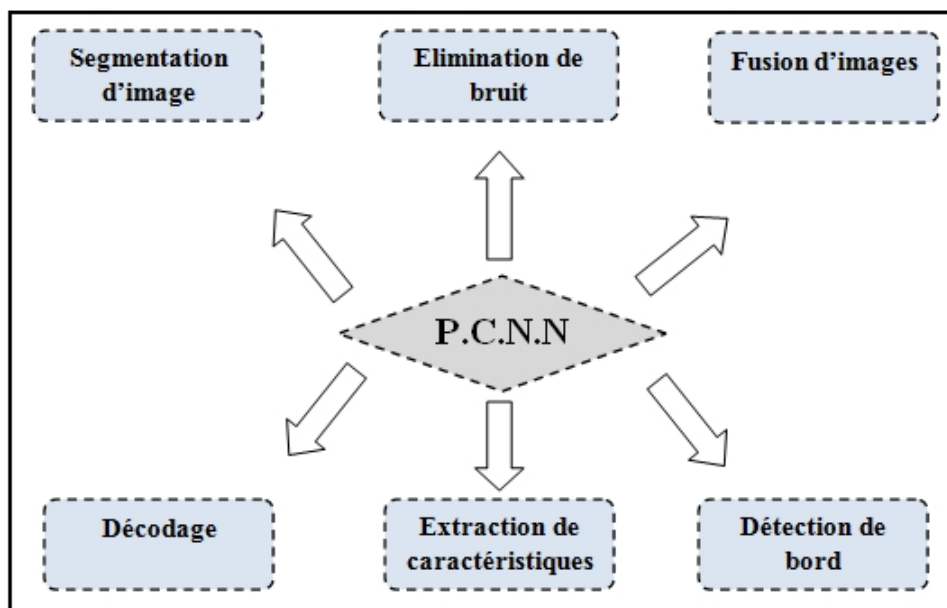 Segmentation
d'image
Elimination de
bruit
Fusion d'images
P.C.N.N
Décodage
Extraction de
caractéristiques
Détection de
bord